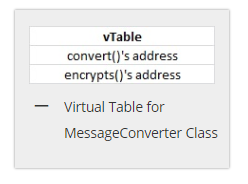 vTable
convert()'s address
encrypts()'s address
— Virtual Table for
MessageConverter Class